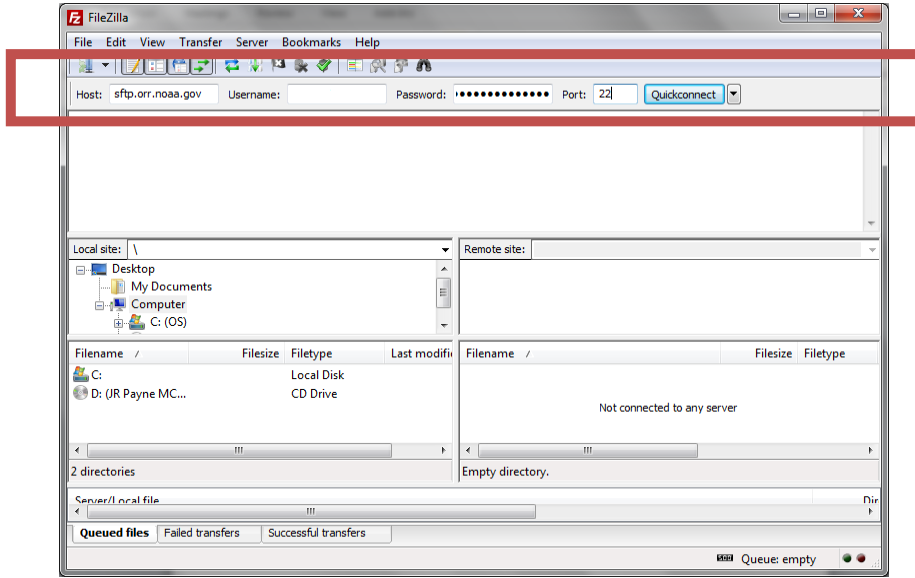 FileZilla
File Edit View Transfer Server Bookmarks Help
Host: sftp.orr.noaa.gov Username: Password: ●●●●●●●●●●●●● Port: 22 Quickconnect
Local site: \ Remote site:
Desktop
My Documents
Computer
C: (OS)
Filename / Filesize Filetype Last modifi Filename / Filesize Filetype
C: Local Disk
D: (JR Payne MC... CD Drive
Not connected to any server
2 directories Empty directory.
Server/Local file Dir
Queued files Failed transfers Successful transfers
Queue: empty